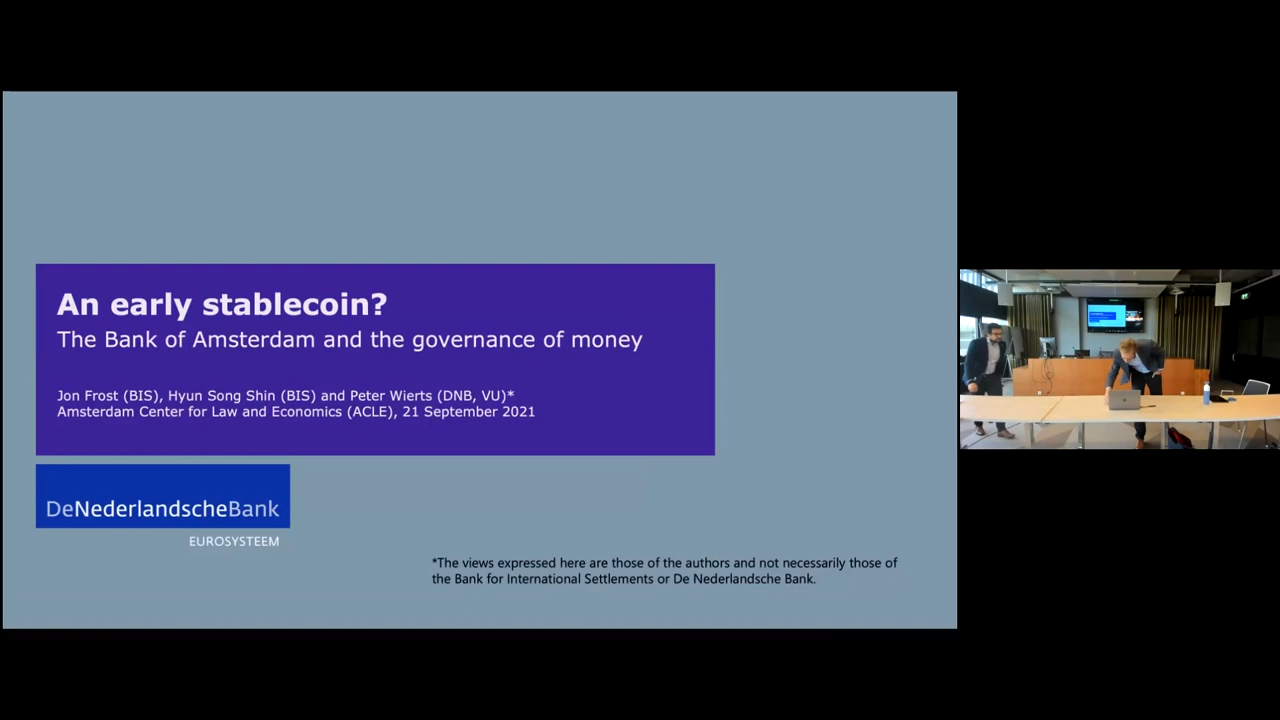 An early stablecoin?
The Bank of Amsterdam and the governance of money
Jon Frost (BIS), Hyun Song Shin (BIS) and Peter Wierts (DNB, VU)*
Amsterdam Center for Law and Economics (ACLE), 21 September 2021
DeNederlandscheBank
EUROSYSTEEM
*The views expressed here are those of the authors and not necessarily those of
the Bank for International Settlements or De Nederlandsche Bank.